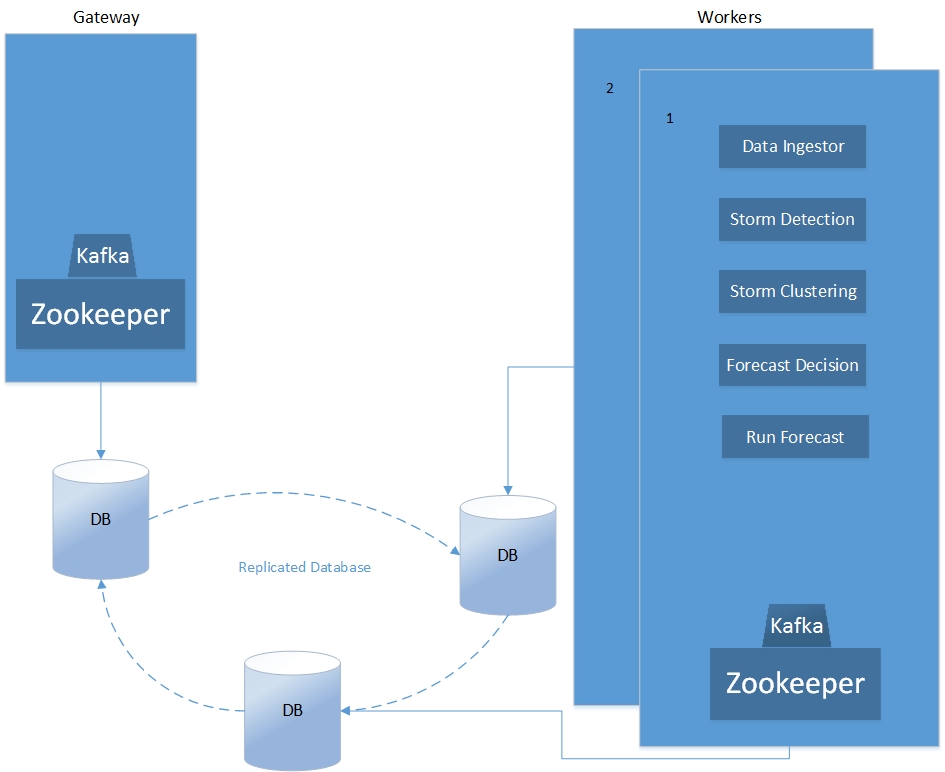 Gateway
Workers
2
1
Data Ingestor
Storm Detection
Storm Clustering
Forecast Decision
Run Forecast
Kafka
Zookeeper
DB
DB
Replicated Database
DB
Kafka
Zookeeper